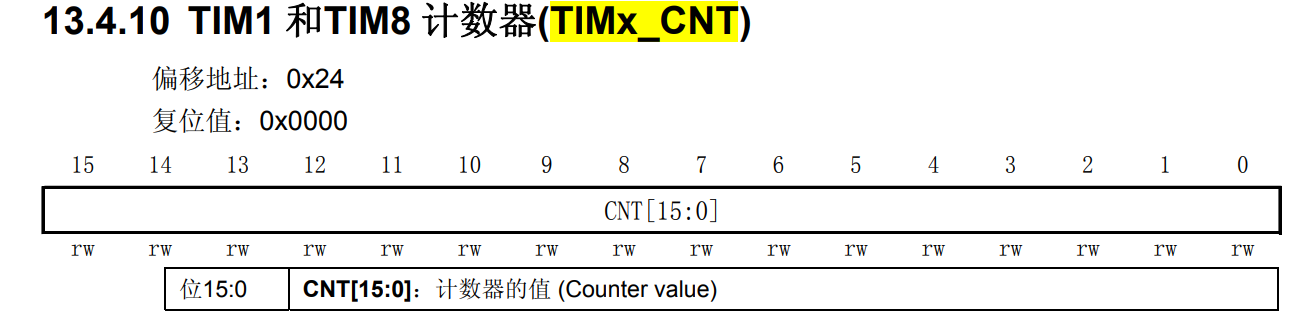 13.4.10 TIM1 和TIM8 计数器(TIMx_CNT)
偏移地址：0x24
复位值：0x0000
15 14 13 12 11 10 9 8 7 6 5 4 3 2 1 0
CNT[15:0]
rw rw rw rw rw rw rw rw rw rw rw rw rw rw rw rw
位15:0 CNT[15:0]：计数器的值 (Counter value)